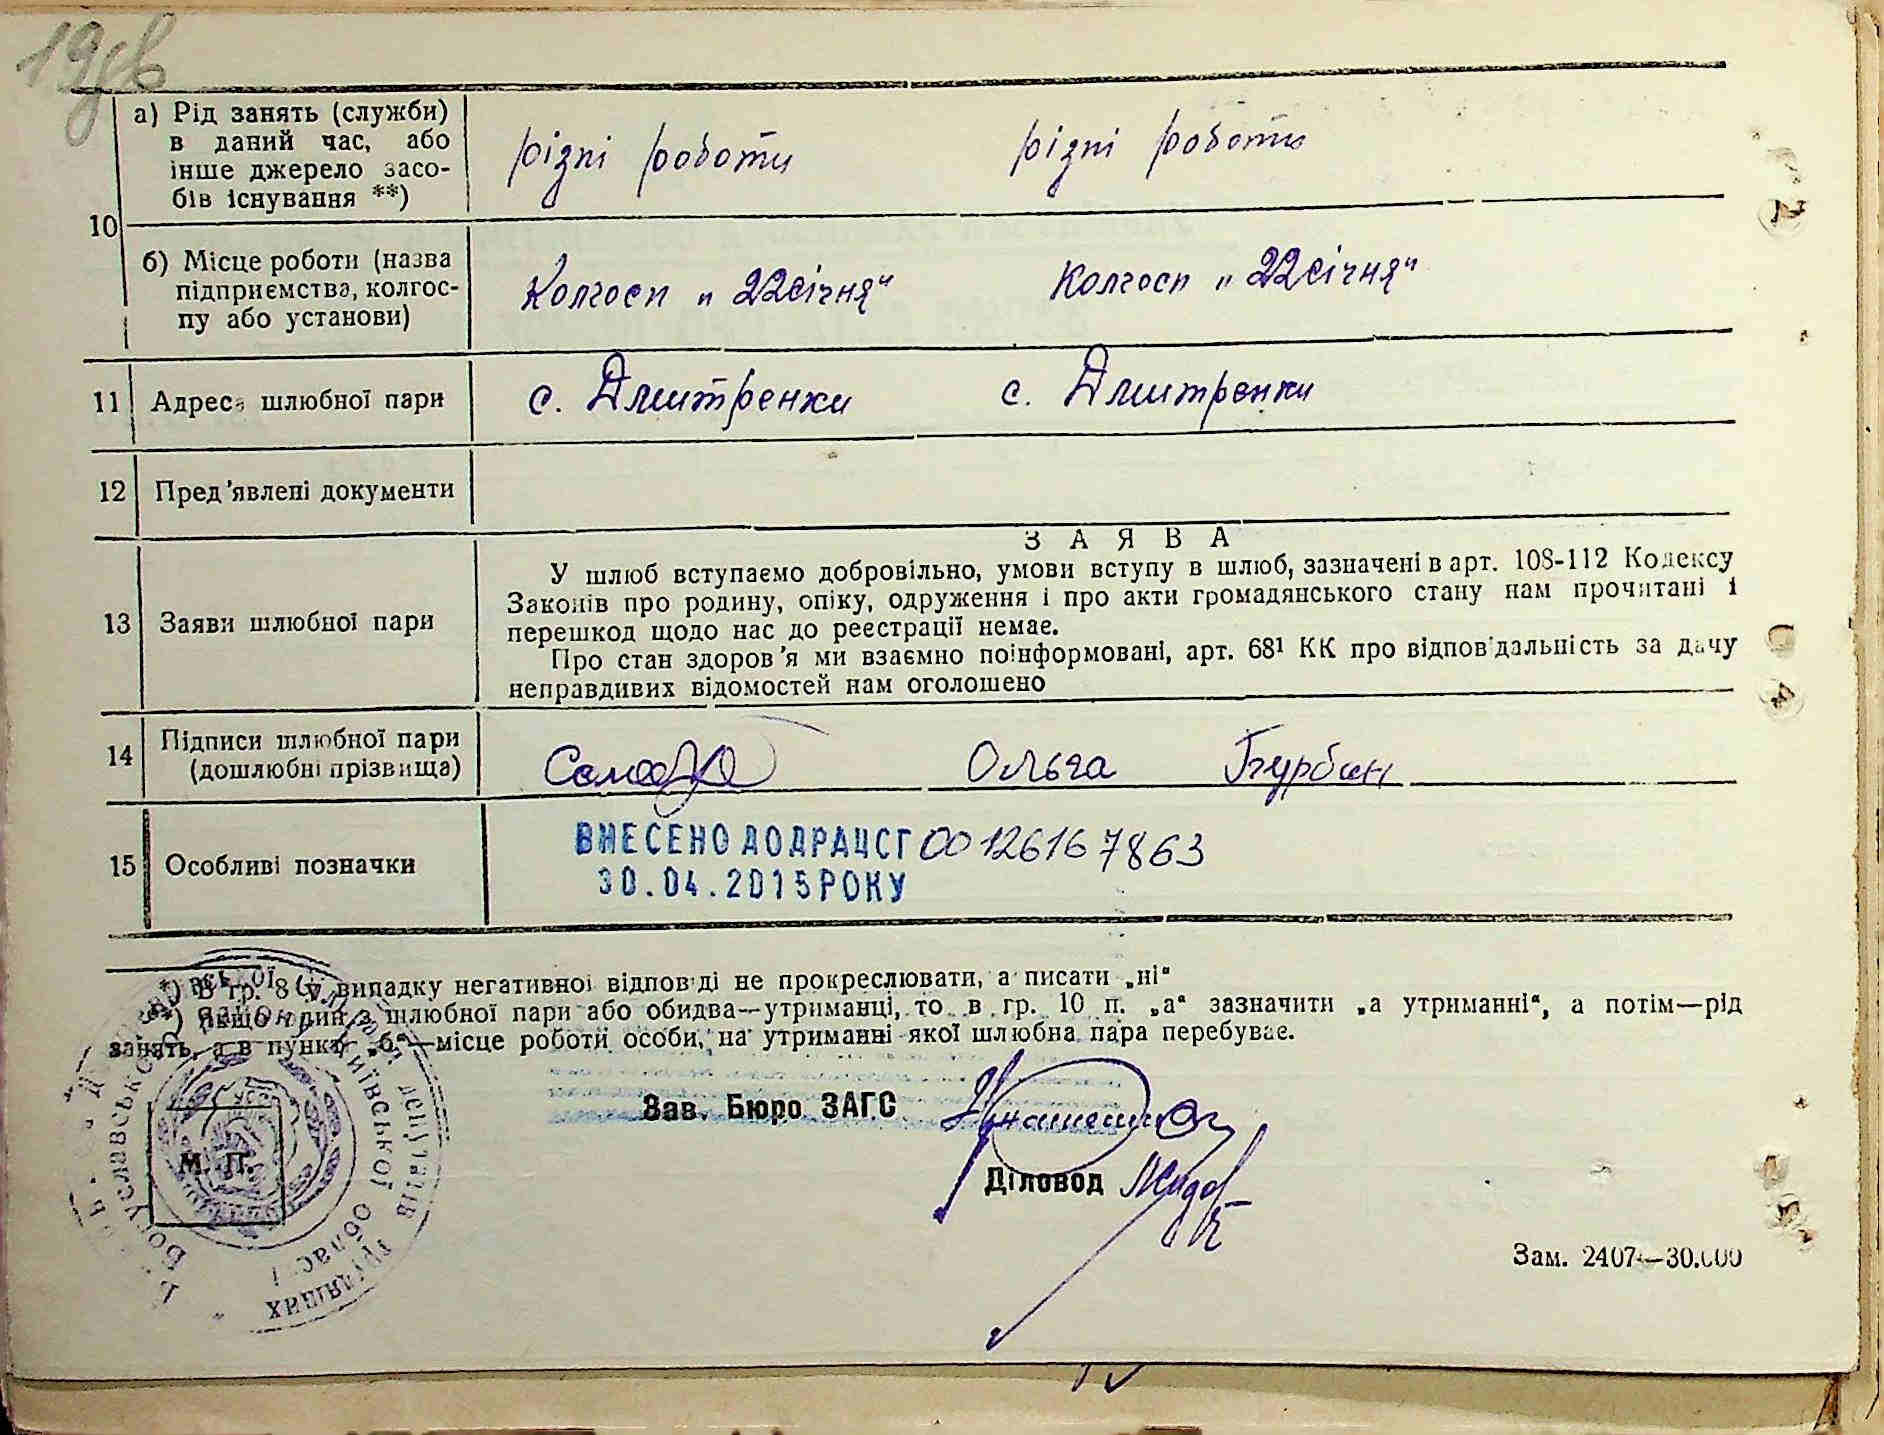 19зв
10
а) Рід занять (служби)
в даний час, або
інше джерело засо-
бів існування **)
різні роботи різні роботи
б) Місце роботи (назва
підприємства, колгос-
пу або установи)
Колгосп „22 січня“ Колгосп „22 січня“
11 Адреса шлюбної пари с. Дмитренки с. Дмитренки
12 Пред'явлені документи
ЗАЯВА
13 Заяви шлюбної пари
У шлюб вступаємо добровільно, умови вступу в шлюб, зазначені в арт. 108-112 Кодексу
Законів про родину, опіку, одруження і про акти громадянського стану нам прочитані і
перешкод щодо нас до реєстрації немає.
Про стан здоров'я ми взаємно поінформовані, арт. 68¹ КК про відповідальність за дачу
неправдивих відомостей нам оголошено
14 Підписи шлюбної пари
(дошлюбні прізвища)
Ольга Бурбан
15 Особливі позначки
ВНЕСЕНО ДО ДРАЦСГ 00126167863
30.04.2015 РОКУ
*) В гр. 8 у випадку негативної відповіді не прокреслювати, а писати „ні“
**) Якщо один з шлюбної пари або обидва—утриманці, то в гр. 10 п. „а“ зазначити „а утриманні“, а потім—рід
занять, а в пункті „б“—місце роботи особи, на утриманні якої шлюбна пара перебуває.
Зав. Бюро ЗАГС
М. П.
Діловод
Зам. 2407—30.000